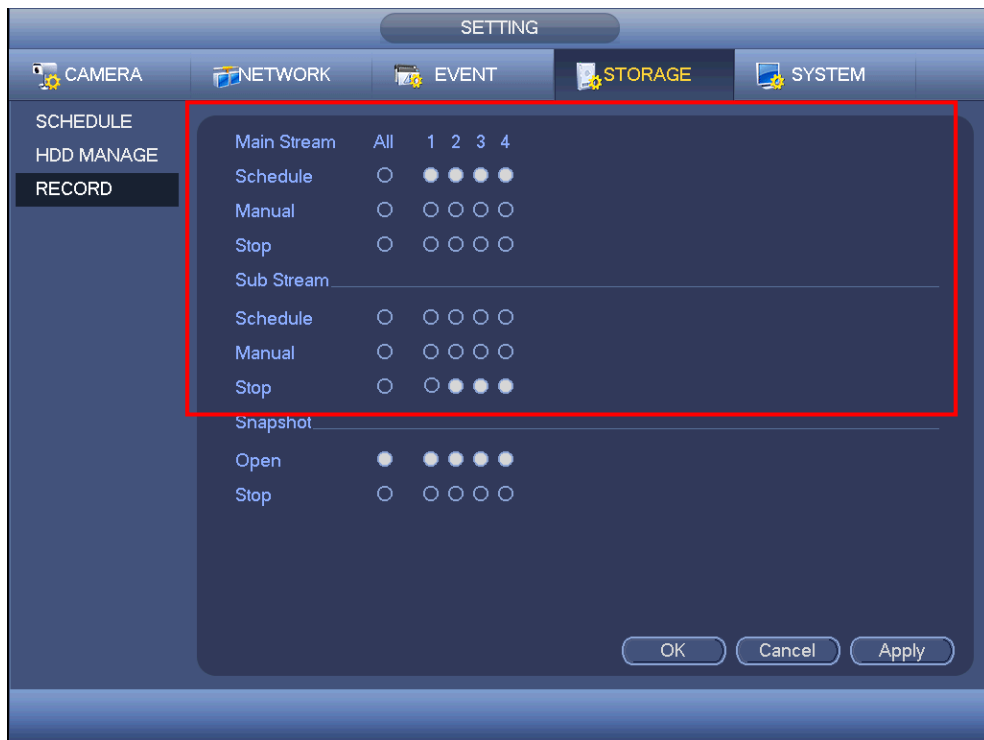 SETTING
CAMERA NETWORK EVENT STORAGE SYSTEM
SCHEDULE
HDD MANAGE
RECORD
Main Stream All 1 2 3 4
Schedule
Manual
Stop
Sub Stream
Schedule
Manual
Stop
Snapshot
Open
Stop
OK Cancel Apply